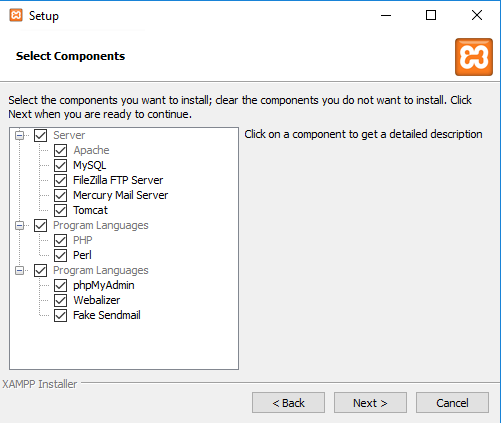 Setup
Select Components
Select the components you want to install; clear the components you do not want to install. Click
Next when you are ready to continue.
Server
Apache
MySQL
FileZilla FTP Server
Mercury Mail Server
Tomcat
Program Languages
PHP
Perl
Program Languages
phpMyAdmin
Webalizer
Fake Sendmail
Click on a component to get a detailed description
XAMPP Installer
< Back
Next >
Cancel